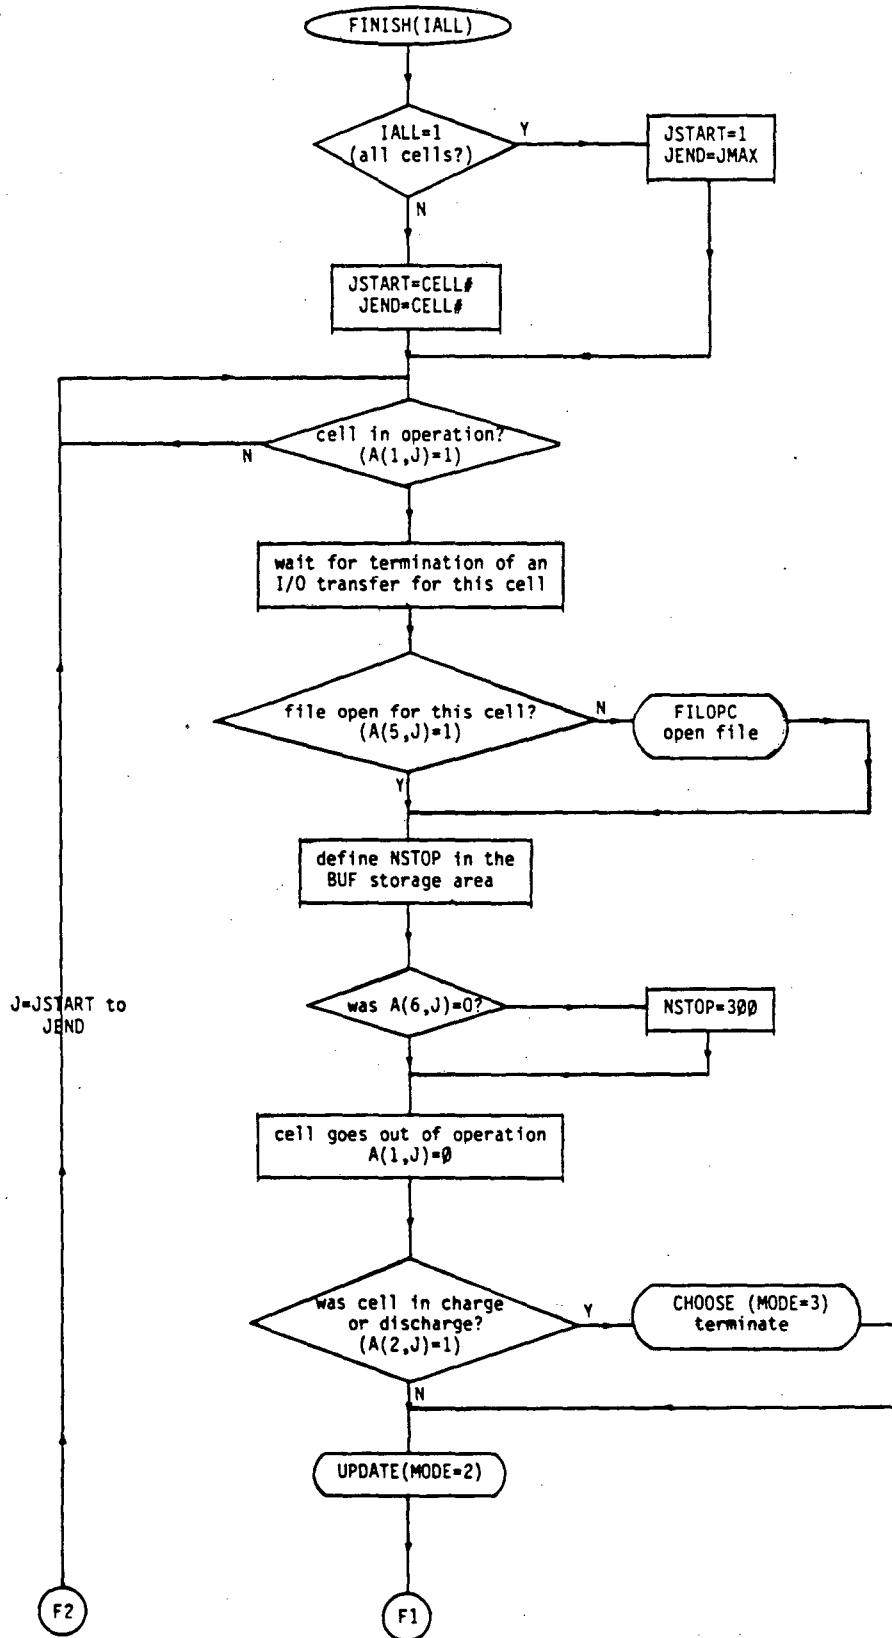 FINISH(IALL)
IALL=1
(all cells?)
Y
JSTART=1
JEND=JMAX
N
JSTART=CELL#
JEND=CELL#
cell in operation?
(A(1,J)=1)
N
wait for termination of an
I/O transfer for this cell
file open for this cell?
(A(5,J)=1)
N
FILOPC
open file
Y
define NSTOP in the
BUF storage area
J=JSTART to
JEND
was A(6,J)=0?
NSTOP=3ØØ
cell goes out of operation
A(1,J)=Ø
was cell in charge
or discharge?
(A(2,J)=1)
Y
CHOOSE (MODE=3)
terminate
N
UPDATE(MODE=2)
F2
F1